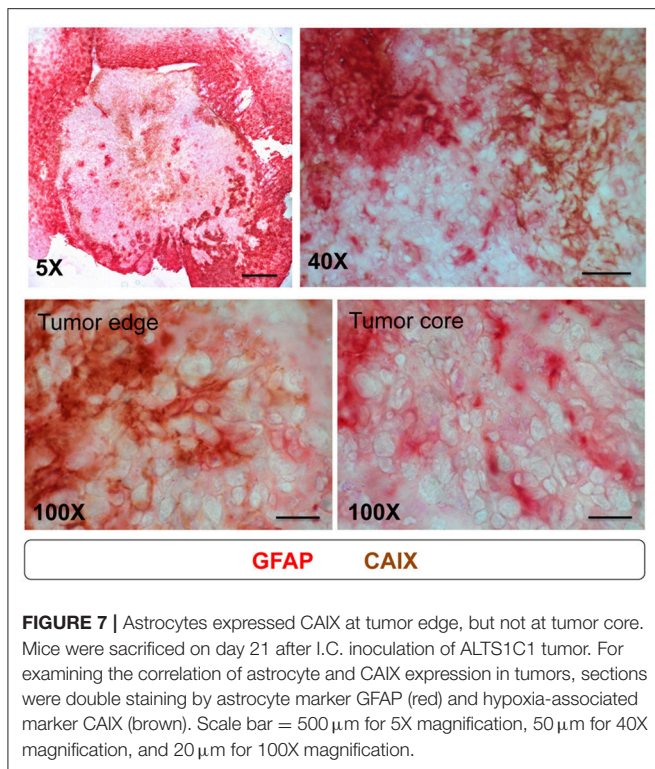 5X
40X
Tumor edge
100X
Tumor core
100X
GFAP CAIX
FIGURE 7 | Astrocytes expressed CAIX at tumor edge, but not at tumor core.
Mice were sacrificed on day 21 after I.C. inoculation of ALTS1C1 tumor. For
examining the correlation of astrocyte and CAIX expression in tumors, sections
were double staining by astrocyte marker GFAP (red) and hypoxia-associated
marker CAIX (brown). Scale bar = 500 μm for 5X magnification, 50 μm for 40X
magnification, and 20 μm for 100X magnification.